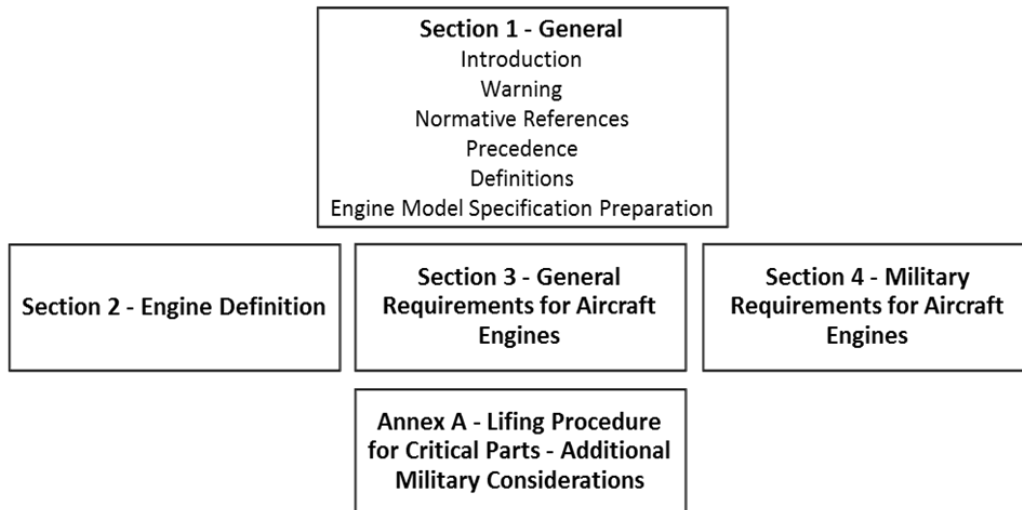 Section 1 - General
Introduction
Warning
Normative References
Precedence
Definitions
Engine Model Specification Preparation
Section 2 - Engine Definition
Section 3 - General
Requirements for Aircraft
Engines
Section 4 - Military
Requirements for Aircraft
Engines
Annex A - Lifing Procedure
for Critical Parts - Additional
Military Considerations